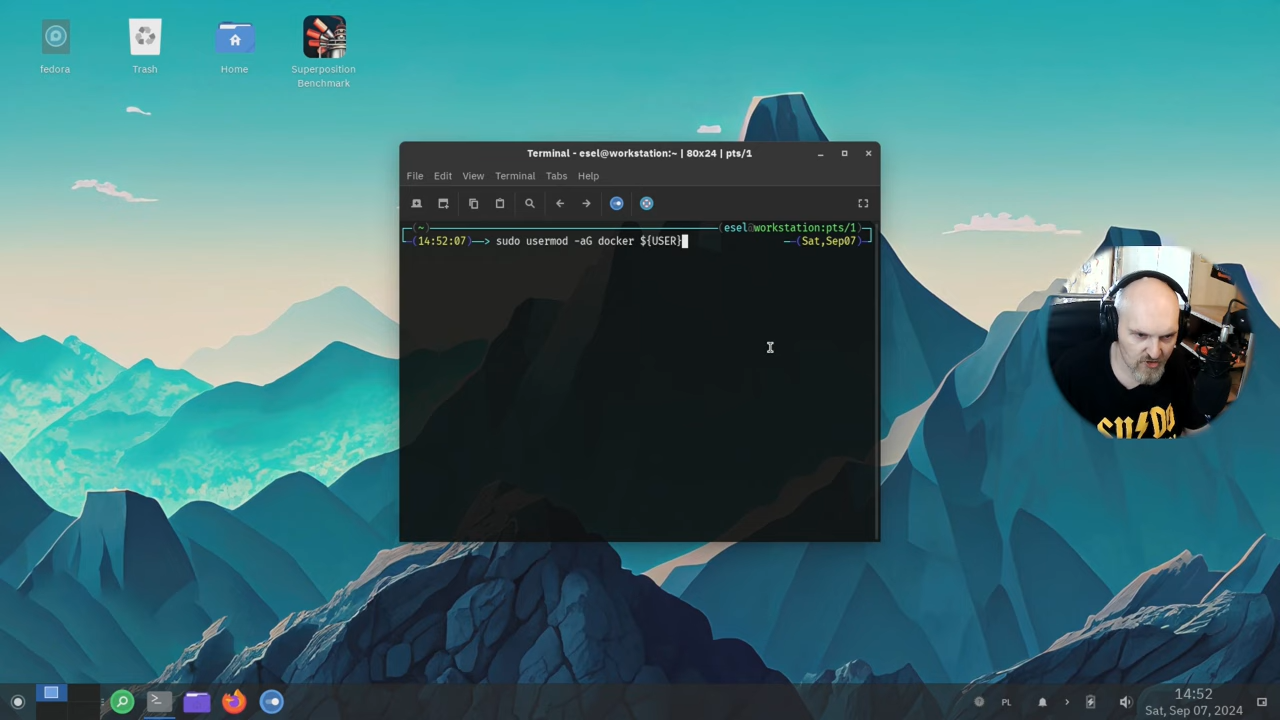 fedora
Trash
Home
Superposition
Benchmark
Terminal - esel@workstation:~ | 80x24 | pts/1
File Edit View Terminal Tabs Help
(~) (esel@workstation:pts/1)
(14:52:07)—> sudo usermod -aG docker ${USER} —(Sat,Sep07)
PL
14:52
Sat, Sep 07, 2024